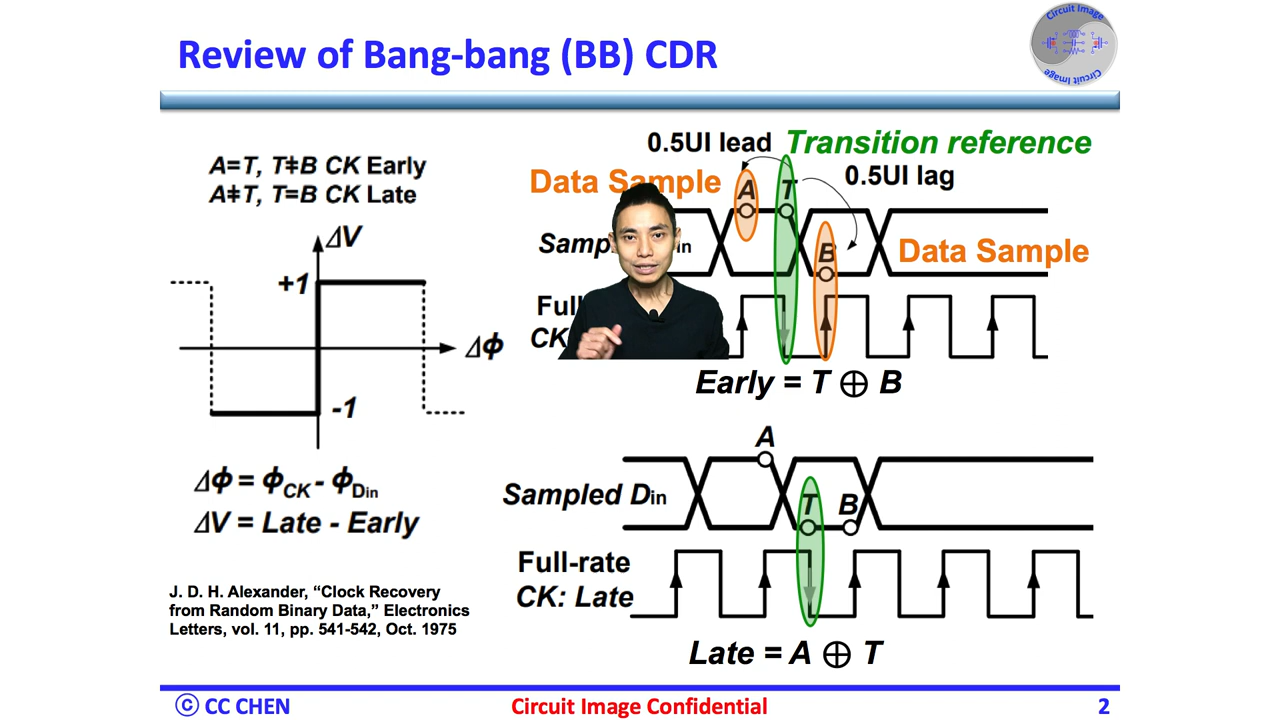 Review of Bang-bang (BB) CDR
Circuit Image
Circuit Image
A=T, T≠B CK Early
A≠T, T=B CK Late
ΔV
+1
Δϕ
-1
Δϕ = ϕCK - ϕDin
ΔV = Late - Early
J. D. H. Alexander, “Clock Recovery
from Random Binary Data,” Electronics
Letters, vol. 11, pp. 541-542, Oct. 1975
0.5UI lead
Transition reference
0.5UI lag
Data Sample
A
T
B
Data Sample
CK
Early = T ⊕ B
A
Sampled Din
T
B
Full-rate
CK: Late
Late = A ⊕ T
© CC CHEN
Circuit Image Confidential
2